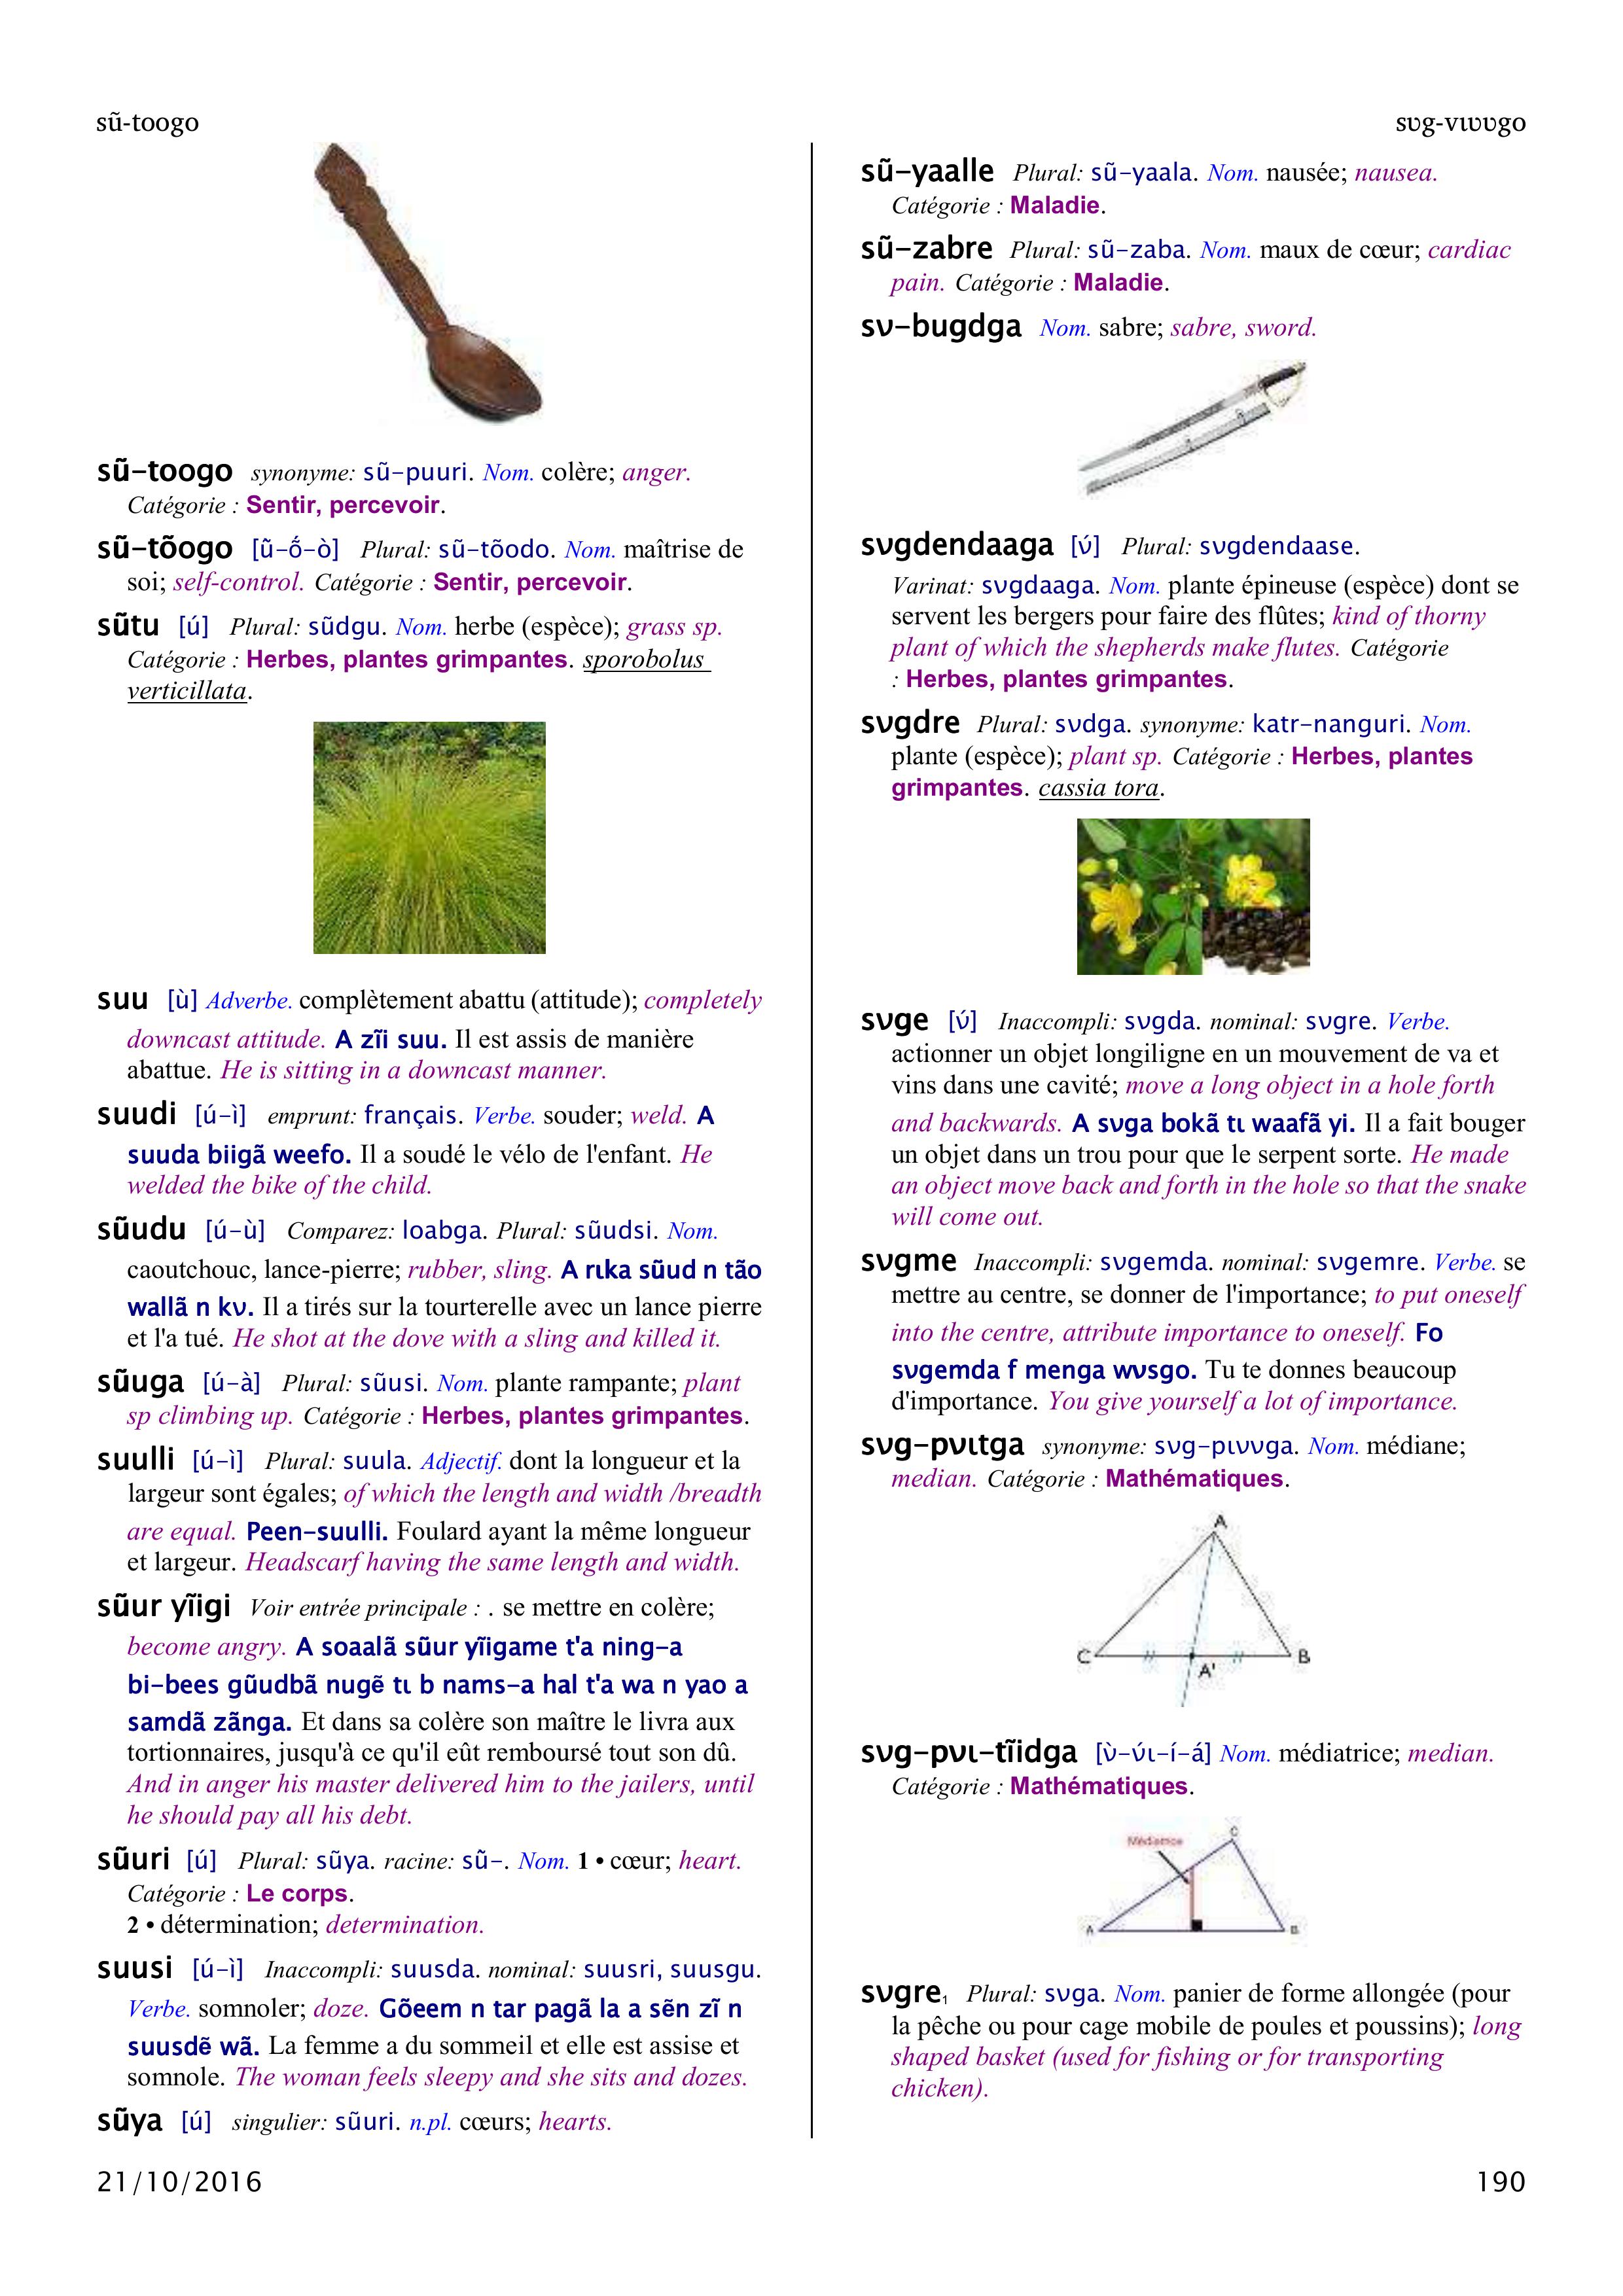 sũ-toogo
sʋg-vɩʋʋgo
sũ-toogo synonyme: sũ-puuri. Nom. colère; anger.
Catégorie : Sentir, percevoir.
sũ-tõogo [ũ̀-ṍ-ò] Plural: sũ-tõodo. Nom. maîtrise de
soi; self-control. Catégorie : Sentir, percevoir.
sũtu [ú] Plural: sũdgu. Nom. herbe (espèce); grass sp.
Catégorie : Herbes, plantes grimpantes. sporobolus
verticillata.
suu [ù] Adverbe. complètement abattu (attitude); completely
downcast attitude. A zĩi suu. Il est assis de manière
abattue. He is sitting in a downcast manner.
suudi [ú-ì] emprunt: français. Verbe. souder; weld. A
suuda biigã weefo. Il a soudé le vélo de l'enfant. He
welded the bike of the child.
sũudu [ú-ù] Comparez: loabga. Plural: sũudsi. Nom.
caoutchouc, lance-pierre; rubber, sling. A rɩka sũud n tão
wallã n kʋ. Il a tirés sur la tourterelle avec un lance pierre
et l'a tué. He shot at the dove with a sling and killed it.
sũuga [ú-à] Plural: sũusi. Nom. plante rampante; plant
sp climbing up. Catégorie : Herbes, plantes grimpantes.
suulli [ú-ì] Plural: suula. Adjectif. dont la longueur et la
largeur sont égales; of which the length and width /breadth
are equal. Peen-suulli. Foulard ayant la même longueur
et largeur. Headscarf having the same length and width.
sũur yĩigi Voir entrée principale : . se mettre en colère;
become angry. A soaalã sũur yĩigame t'a ning-a
bi-bees gũudbã nugẽ tɩ b nams-a hal t'a wa n yao a
samdã zãnga. Et dans sa colère son maître le livra aux
tortionnaires, jusqu'à ce qu'il eût remboursé tout son dû.
And in anger his master delivered him to the jailers, until
he should pay all his debt.
sũuri [ú] Plural: sũya. racine: sũ-. Nom. 1 • cœur; heart.
Catégorie : Le corps.
2 • détermination; determination.
suusi [ú-ì] Inaccompli: suusda. nominal: suusri, suusgu.
Verbe. somnoler; doze. Gõeem n tar pagã la a sẽn zĩ n
suusdẽ wã. La femme a du sommeil et elle est assise et
somnole. The woman feels sleepy and she sits and dozes.
sũya [ú] singulier: sũuri. n.pl. cœurs; hearts.
sũ-yaalle Plural: sũ-yaala. Nom. nausée; nausea.
Catégorie : Maladie.
sũ-zabre Plural: sũ-zaba. Nom. maux de cœur; cardiac
pain. Catégorie : Maladie.
sʋ-bugdga Nom. sabre; sabre, sword.
sʋgdendaaga [ʋ́] Plural: sʋgdendaase.
Varinat: sʋgdaaga. Nom. plante épineuse (espèce) dont se
servent les bergers pour faire des flûtes; kind of thorny
plant of which the shepherds make flutes. Catégorie
: Herbes, plantes grimpantes.
sʋgdre Plural: sʋdga. synonyme: katr-nanguri. Nom.
plante (espèce); plant sp. Catégorie : Herbes, plantes
grimpantes. cassia tora.
sʋge [ʋ́] Inaccompli: sʋgda. nominal: sʋgre. Verbe.
actionner un objet longiligne en un mouvement de va et
vins dans une cavité; move a long object in a hole forth
and backwards. A sʋga bokã tɩ waafã yi. Il a fait bouger
un objet dans un trou pour que le serpent sorte. He made
an object move back and forth in the hole so that the snake
will come out.
sʋgme Inaccompli: sʋgemda. nominal: sʋgemre. Verbe. se
mettre au centre, se donner de l'importance; to put oneself
into the centre, attribute importance to oneself. Fo
sʋgemda f menga wʋsgo. Tu te donnes beaucoup
d'importance. You give yourself a lot of importance.
sʋg-pʋɩtga synonyme: sʋg-pɩʋʋga. Nom. médiane;
median. Catégorie : Mathématiques.
A
C
A'
B
sʋg-pʋɩ-tĩidga [ʋ̀-ʋ́ɩ-í-á] Nom. médiatrice; median.
Catégorie : Mathématiques.
Médiatrice
C
A
B
sʋgre₁ Plural: sʋga. Nom. panier de forme allongée (pour
la pêche ou pour cage mobile de poules et poussins); long
shaped basket (used for fishing or for transporting
chicken).
21/10/2016
190